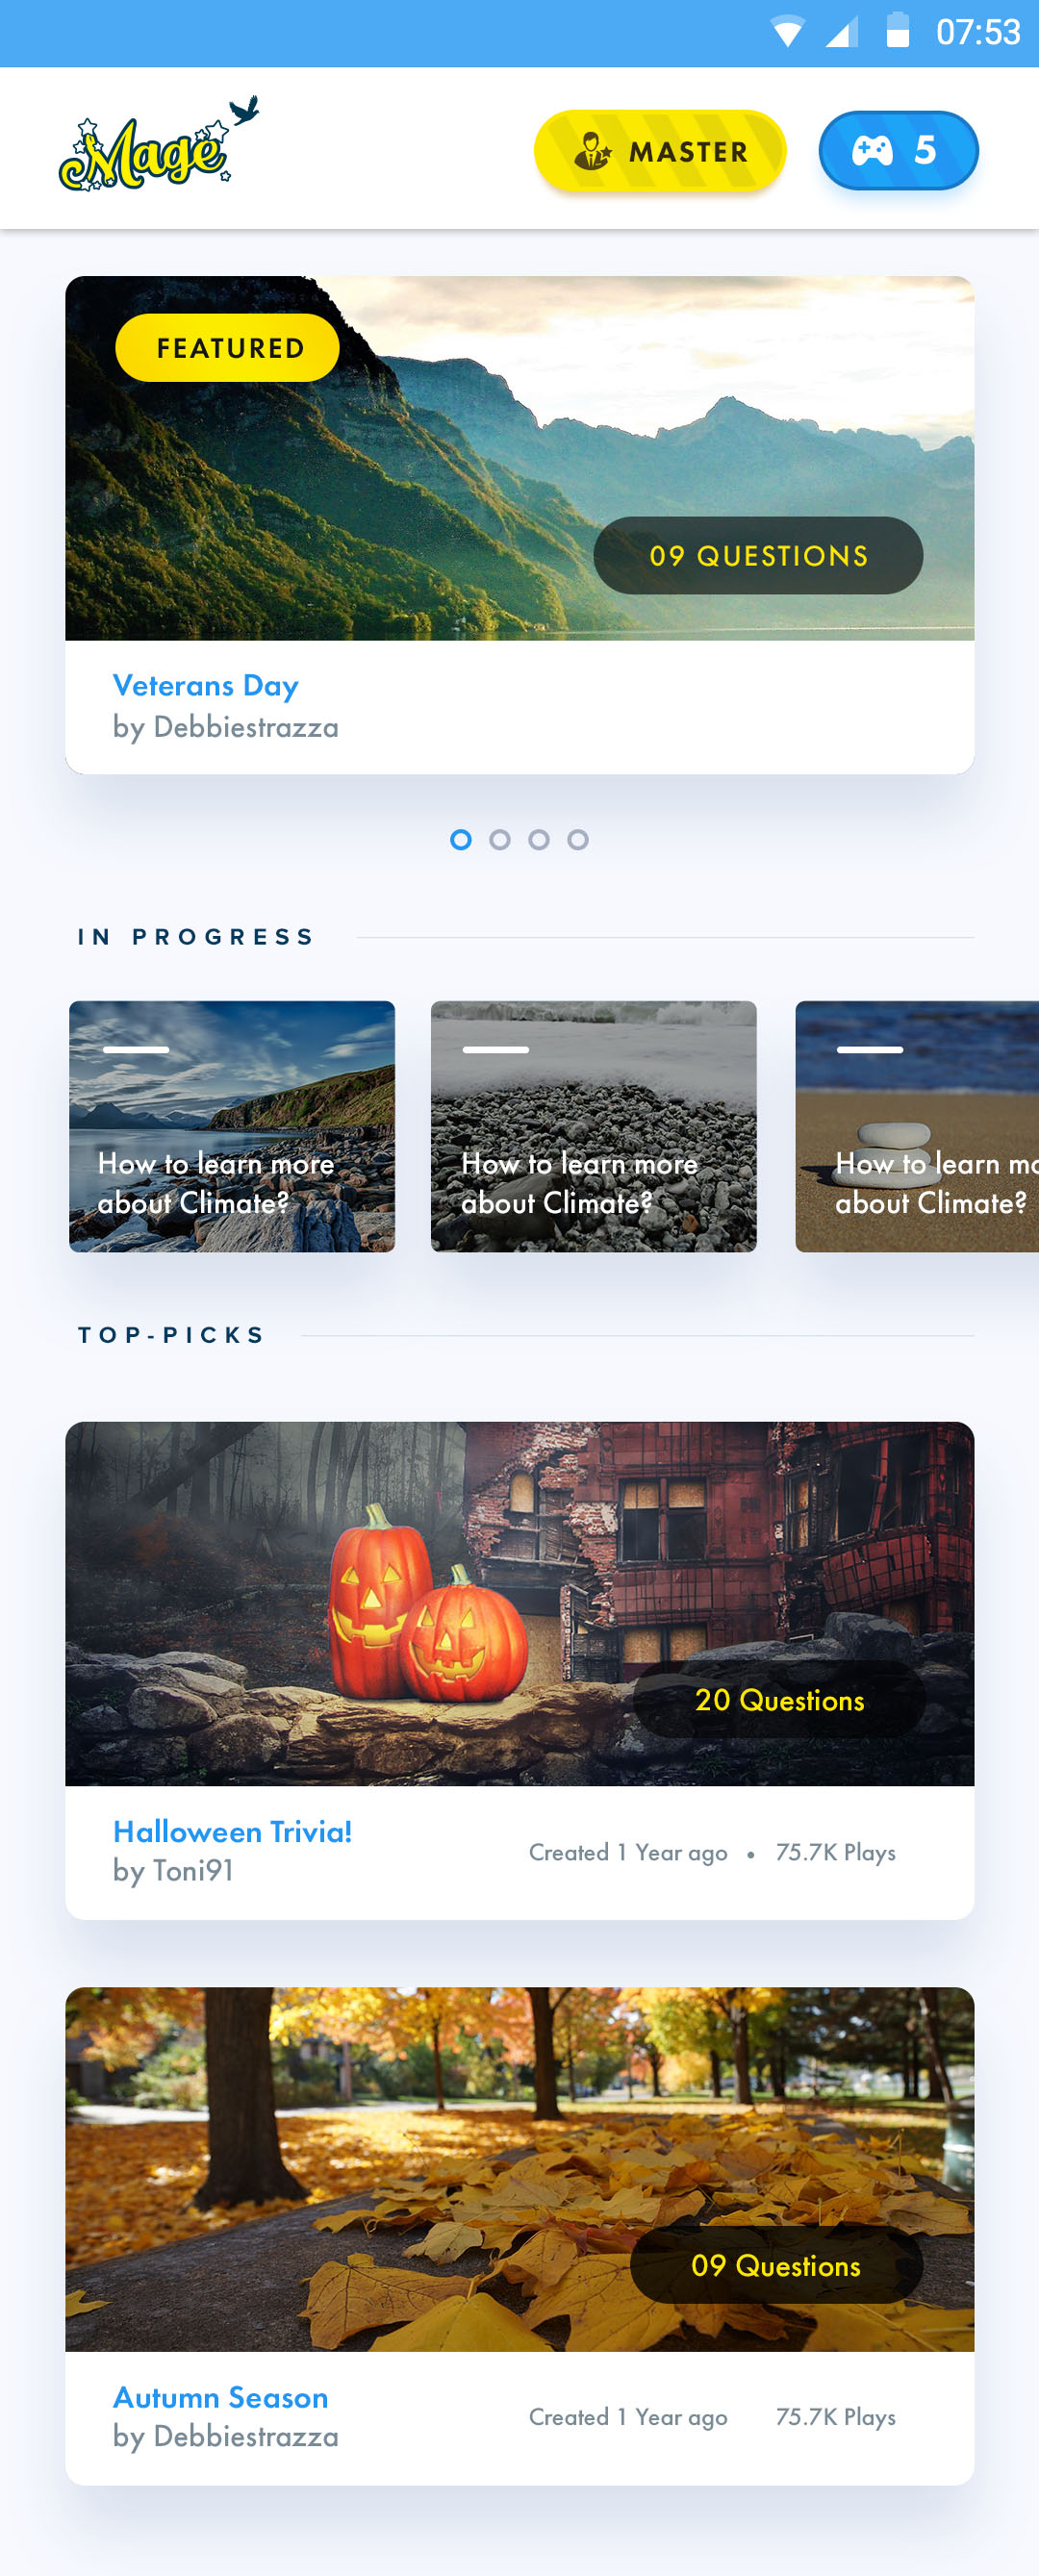 07:53
Mage
MASTER
5
FEATURED
09 QUESTIONS
Veterans Day
by Debbiestrazza
IN PROGRESS
How to learn more
about Climate?
How to learn more
about Climate?
How to learn mo
about Climate?
TOP-PICKS
20 Questions
Halloween Trivia!
by Toni91
Created 1 Year ago • 75.7K Plays
09 Questions
Autumn Season
by Debbiestrazza
Created 1 Year ago 75.7K Plays